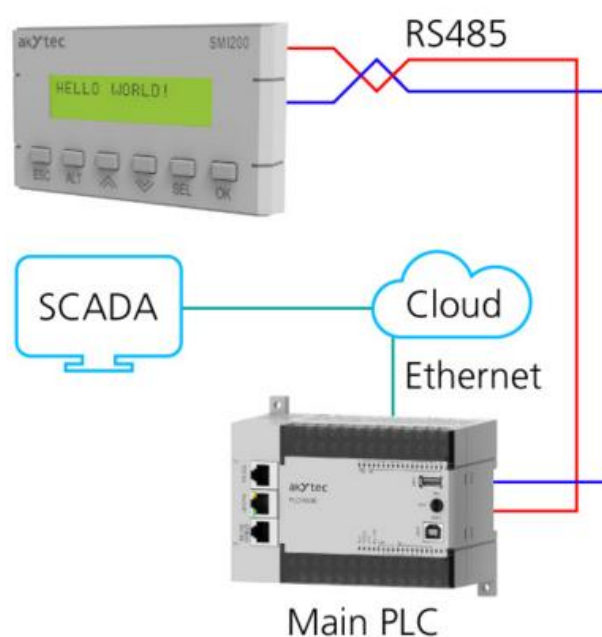 akytec SMI200
RS485
HELLO WORLD!
ESC ALT SEL OK
SCADA
Cloud
Ethernet
akytec
Main PLC